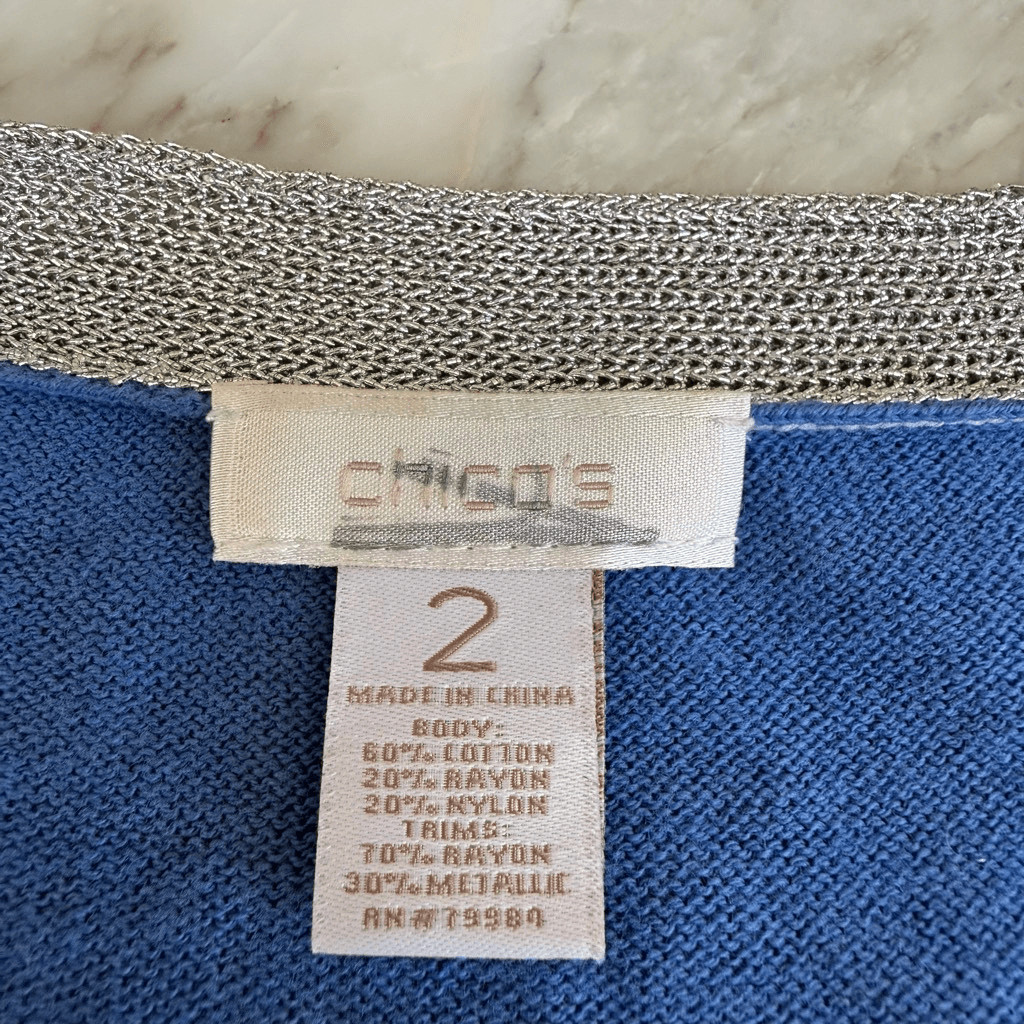 chico's
2
MADE IN CHINA
BODY:
60% COTTON
20% RAYON
20% NYLON
TRIMS:
70% RAYON
30% METALLIC
RN#79984